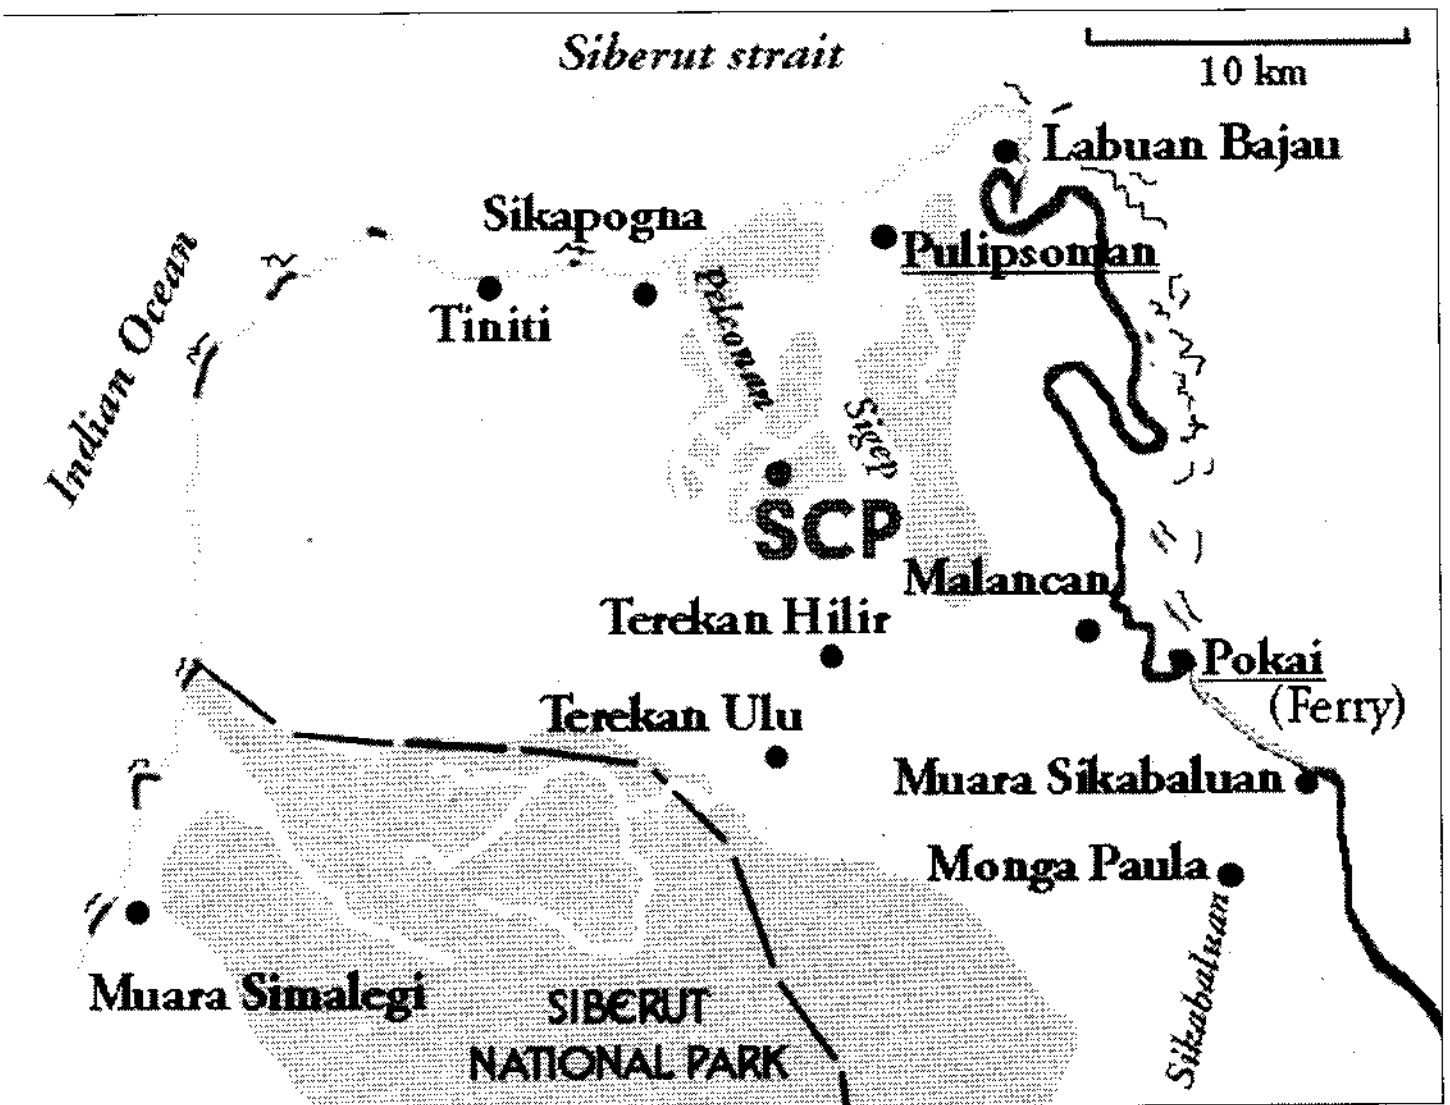 Siberut strait
10 km
Labuan Bajau
Sikapogna
Pulipsoman
Indian Ocean
Tiniti
Peleonan
Sigep
SCP
Malancan
Terekan Hilir
Pokai
(Ferry)
Terekan Ulu
Muara Sikabaluan
Monga Paula
Sikabaluan
Muara Simalegi
SIBERUT
NATIONAL PARK